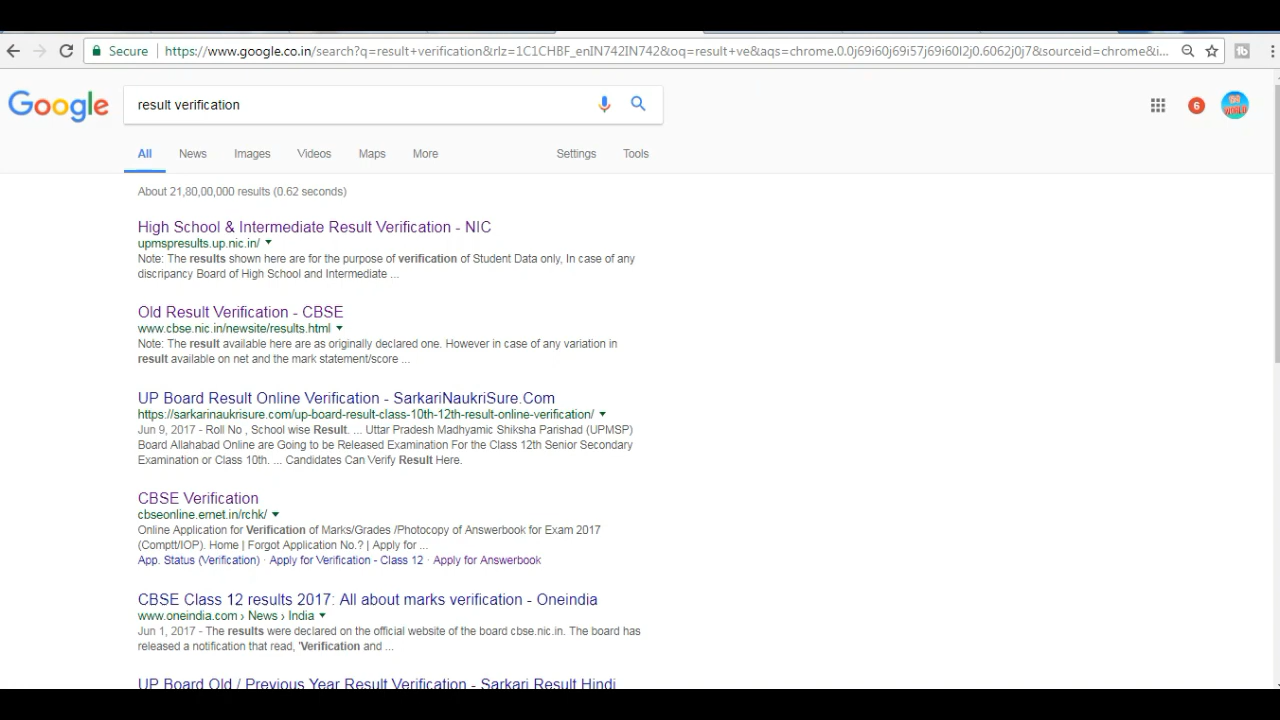 Secure https://www.google.co.in/search?q=result+verification&rlz=1C1CHBF_enIN742IN742&oq=result+ve&aqs=chrome.0.0j69i60j69i57j69i60l2j0.6062j0j7&sourceid=chrome&i...
Google result verification 6
All News Images Videos Maps More Settings Tools
About 21,80,00,000 results (0.62 seconds)
High School & Intermediate Result Verification - NIC
upmspresults.up.nic.in/
Note: The results shown here are for the purpose of verification of Student Data only, In case of any
discripancy Board of High School and Intermediate ...
Old Result Verification - CBSE
www.cbse.nic.in/newsite/results.html
Note: The result available here are as originally declared one. However in case of any variation in
result available on net and the mark statement/score ...
UP Board Result Online Verification - SarkariNaukriSure.Com
https://sarkarinaukrisure.com/up-board-result-class-10th-12th-result-online-verification/
Jun 9, 2017 - Roll No , School wise Result. ... Uttar Pradesh Madhyamic Shiksha Parishad (UPMSP)
Board Allahabad Online are Going to be Released Examination For the Class 12th Senior Secondary
Examination or Class 10th. ... Candidates Can Verify Result Here.
CBSE Verification
cbseonline.ernet.in/rchk/
Online Application for Verification of Marks/Grades /Photocopy of Answerbook for Exam 2017
(Comptt/IOP). Home | Forgot Application No.? | Apply for ...
App. Status (Verification) · Apply for Verification - Class 12 · Apply for Answerbook
CBSE Class 12 results 2017: All about marks verification - Oneindia
www.oneindia.com › News › India
Jun 1, 2017 - The results were declared on the official website of the board cbse.nic.in. The board has
released a notification that read, 'Verification and ...
UP Board Old / Previous Year Result Verification - Sarkari Result Hindi